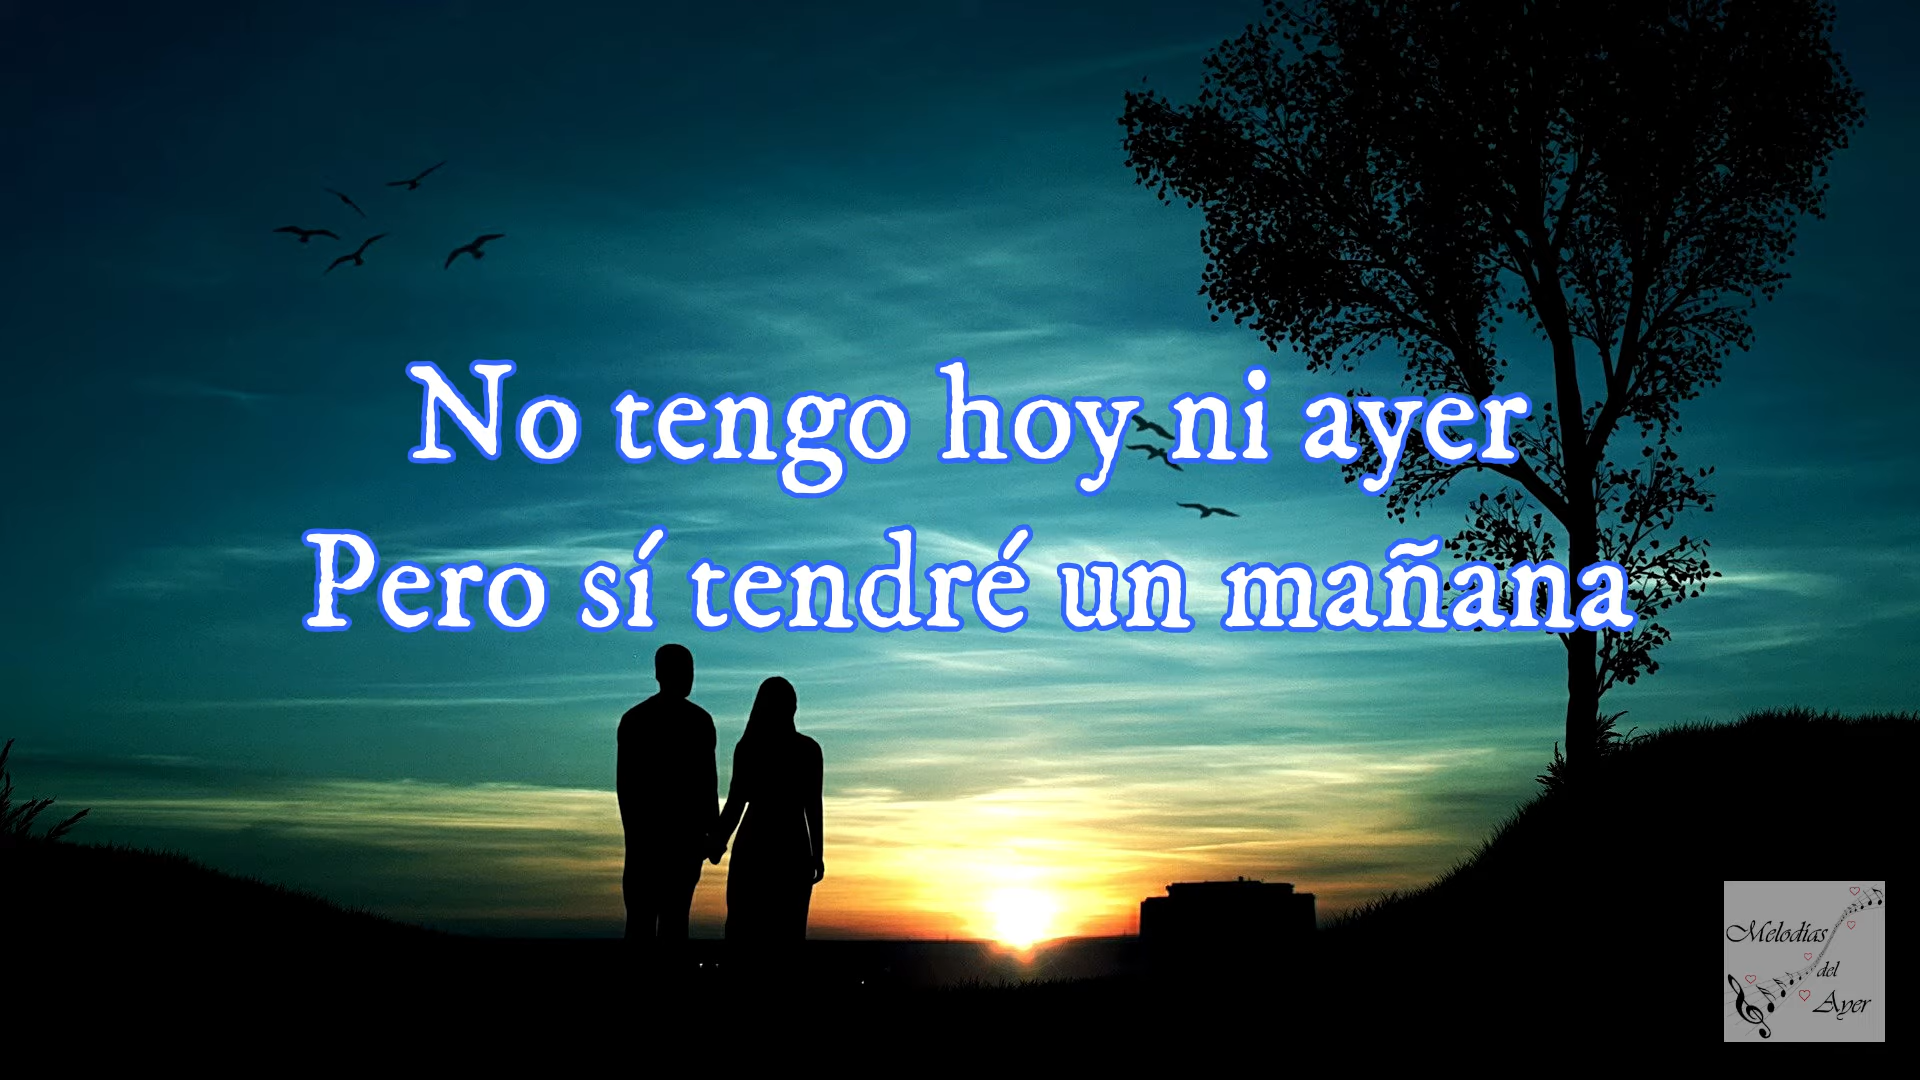 No tengo hoy ni ayer
Pero sí tendré un mañana
Melodías
del
Ayer